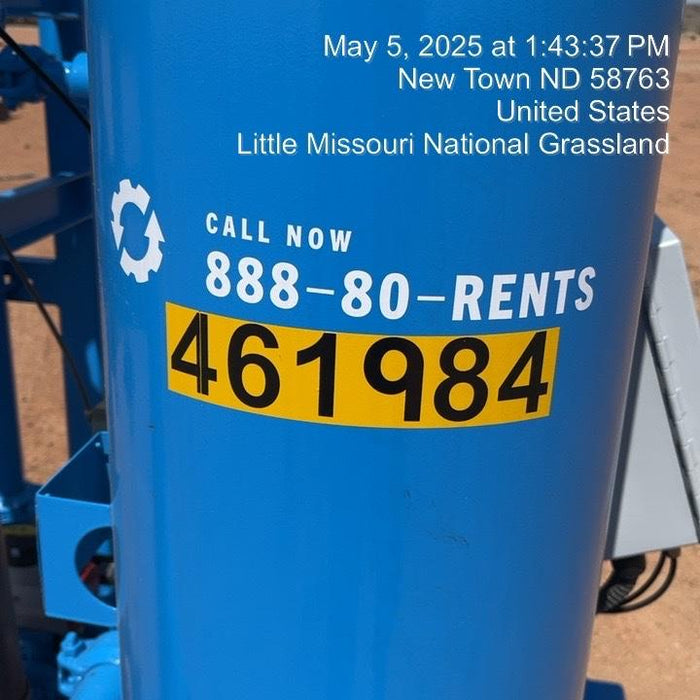 May 5, 2025 at 1:43:37 PM
New Town ND 58763
United States
Little Missouri National Grassland
CALL NOW
888-80-RENTS
461984